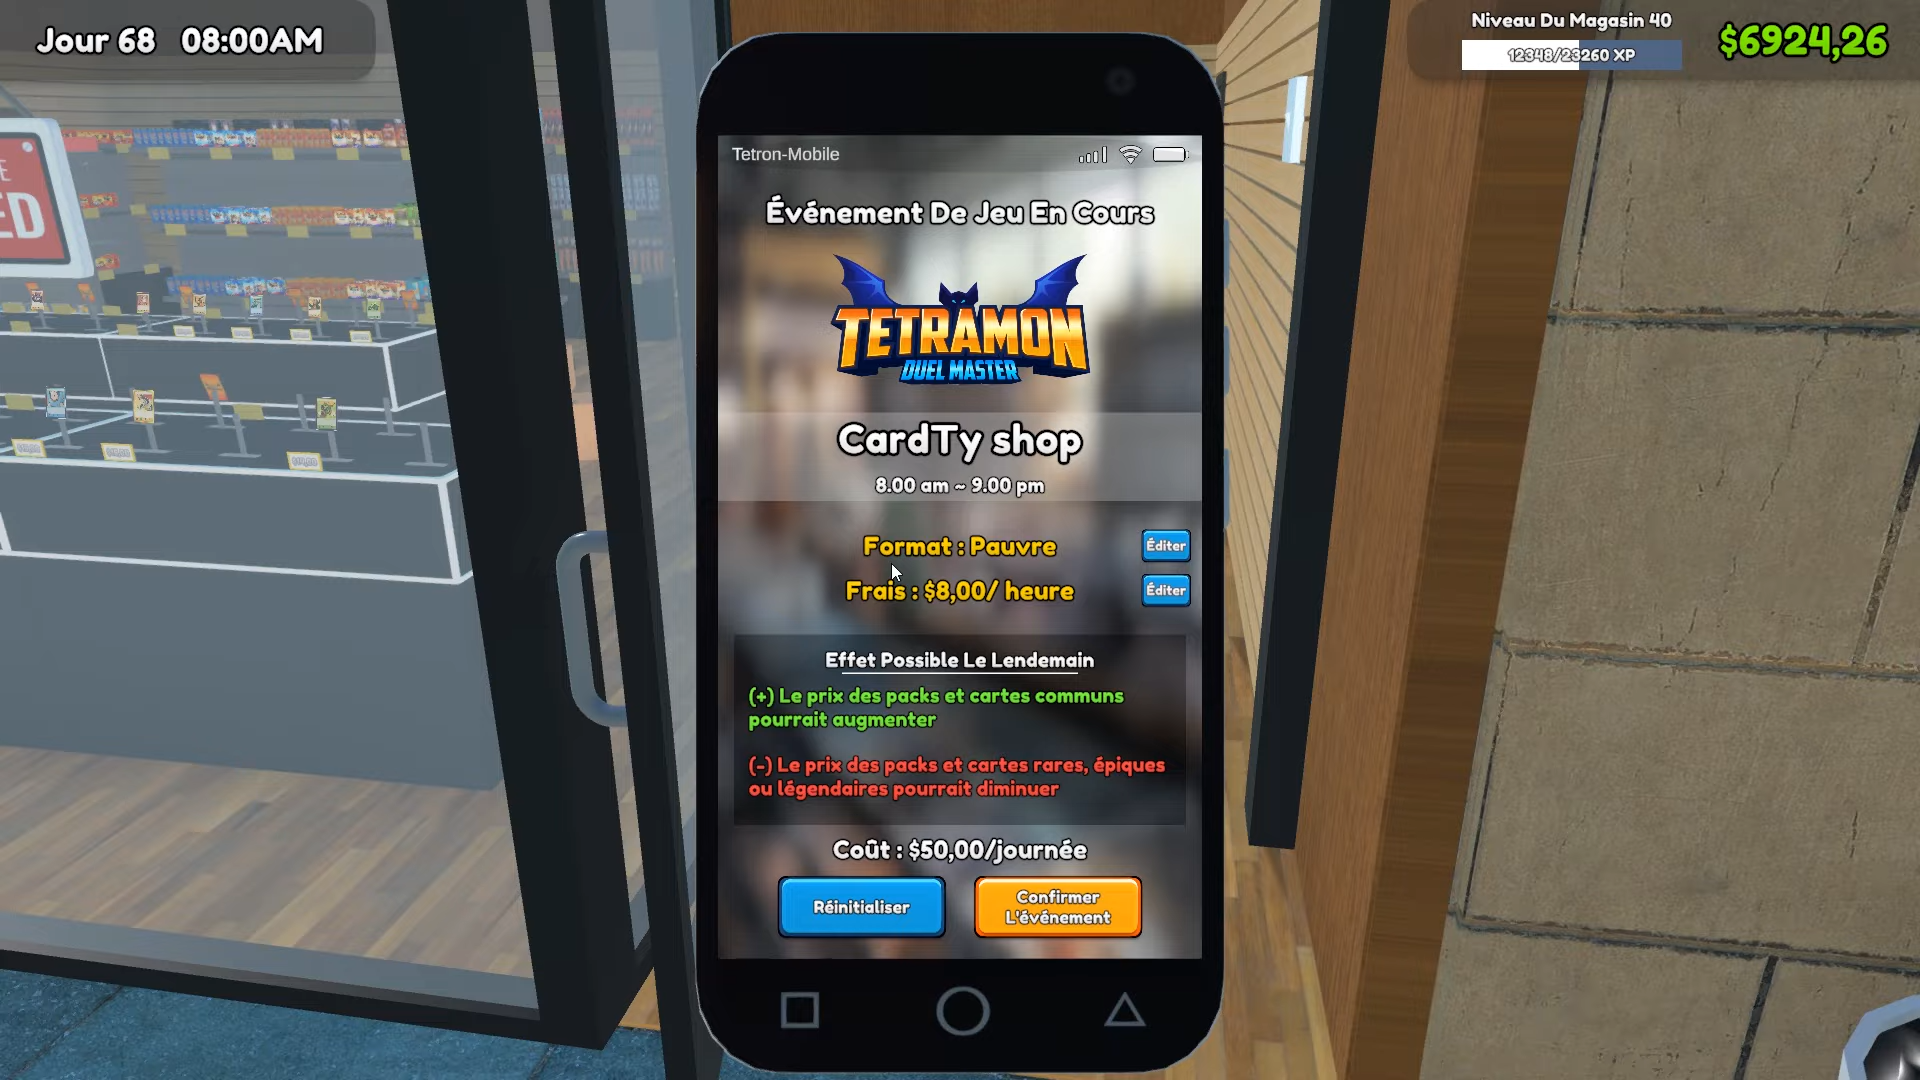 Jour 68 08:00AM
Niveau Du Magasin 40
12348/23260 XP
$6924,26
ED
Tetron-Mobile
Événement De Jeu En Cours
TETRAMON
DUEL MASTER
CardTy shop
8.00 am ~ 9.00 pm
Format : Pauvre
Éditer
Frais : $8,00/ heure
Éditer
Effet Possible Le Lendemain
(+) Le prix des packs et cartes communs
pourrait augmenter
(-) Le prix des packs et cartes rares, épiques
ou légendaires pourrait diminuer
Coût : $50,00/journée
Réinitialiser
Confirmer
L'événement